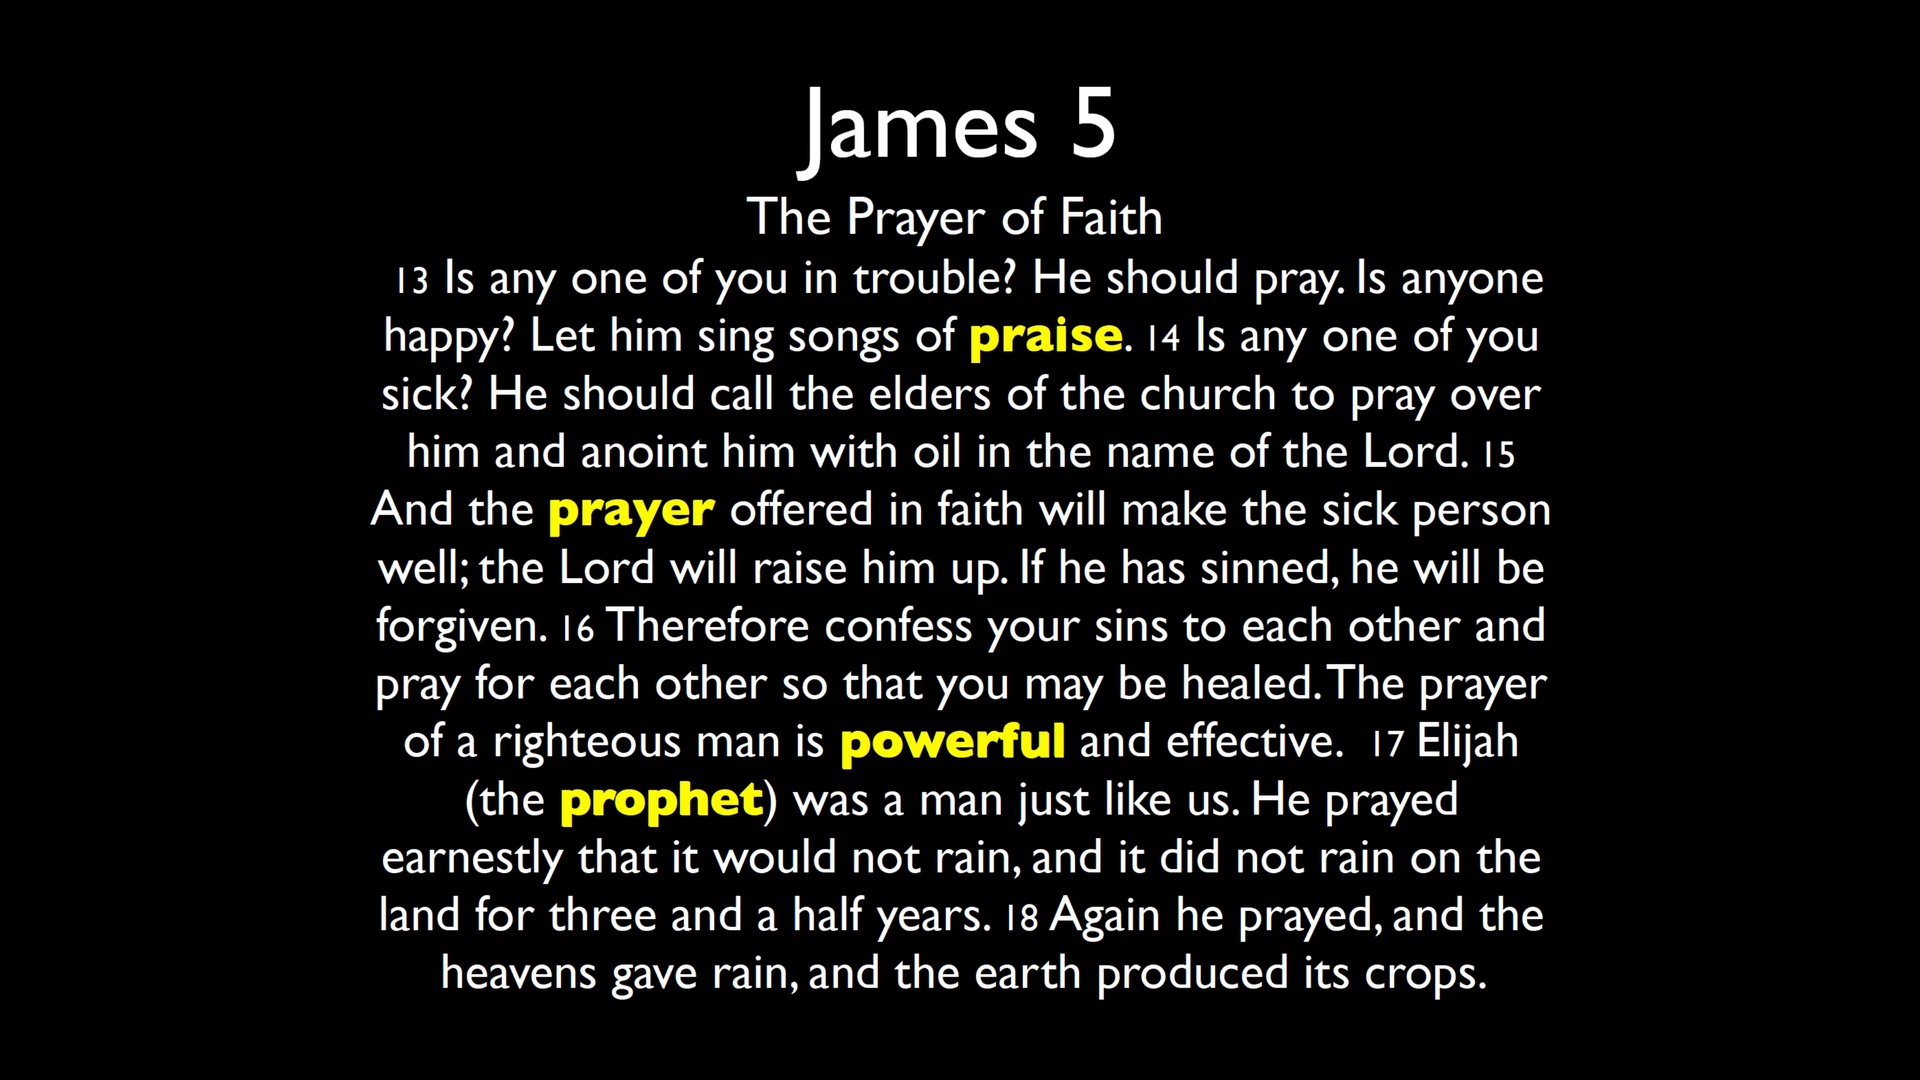 James 5
The Prayer of Faith
13 Is any one of you in trouble? He should pray. Is anyone
happy? Let him sing songs of praise. 14 Is any one of you
sick? He should call the elders of the church to pray over
him and anoint him with oil in the name of the Lord. 15
And the prayer offered in faith will make the sick person
well; the Lord will raise him up. If he has sinned, he will be
forgiven. 16 Therefore confess your sins to each other and
pray for each other so that you may be healed. The prayer
of a righteous man is powerful and effective. 17 Elijah
(the prophet) was a man just like us. He prayed
earnestly that it would not rain, and it did not rain on the
land for three and a half years. 18 Again he prayed, and the
heavens gave rain, and the earth produced its crops.